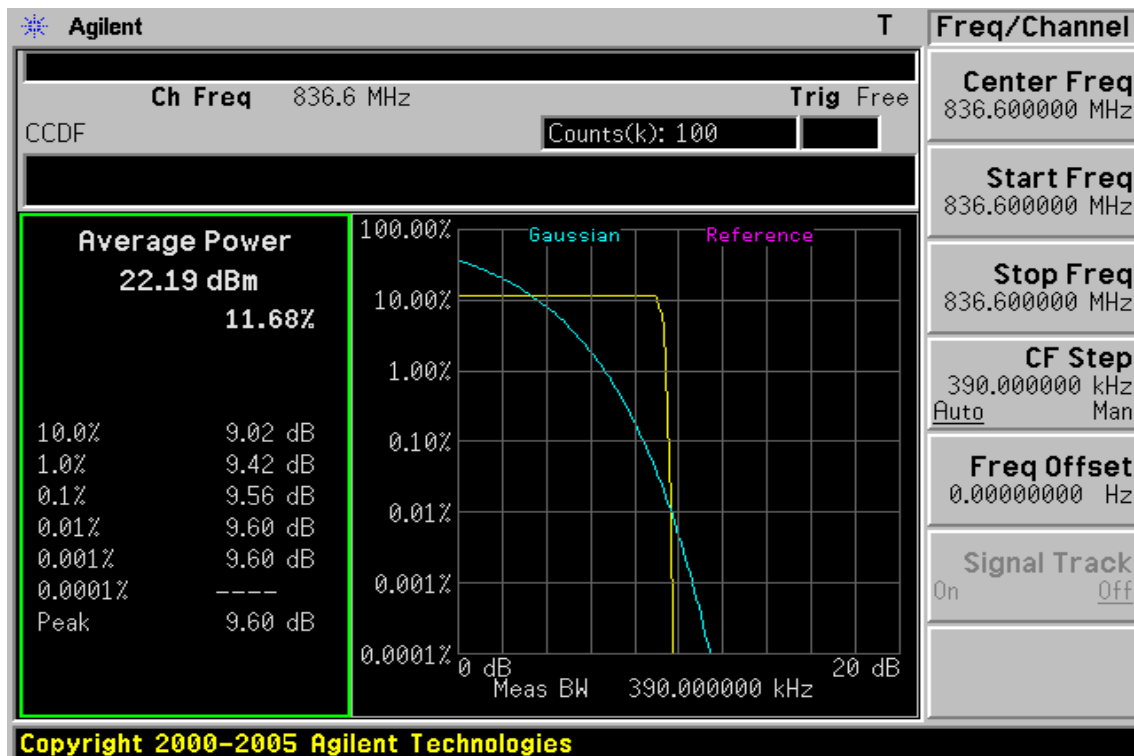 Agilent
T
Freq/Channel
Ch Freq 836.6 MHz
Trig Free
CCDF
Counts(k): 100
Average Power
22.19 dBm
11.68%
10.0% 9.02 dB
1.0% 9.42 dB
0.1% 9.56 dB
0.01% 9.60 dB
0.001% 9.60 dB
0.0001% ----
Peak 9.60 dB
Gaussian
Reference
100.00%
10.00%
1.00%
0.10%
0.01%
0.001%
0.0001%
0 dB
20 dB
Meas BW 390.000000 kHz
Center Freq
836.600000 MHz
Start Freq
836.600000 MHz
Stop Freq
836.600000 MHz
CF Step
390.000000 kHz
Auto Man
Freq Offset
0.00000000 Hz
Signal Track
On Off
Copyright 2000-2005 Agilent Technologies